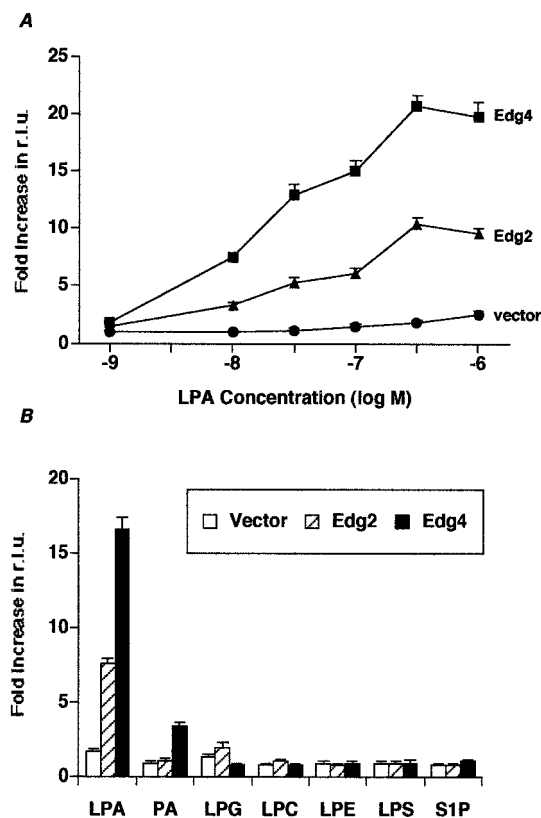 A
25
20
15
10
5
0
Fold Increase in r.l.u.
Edg4
Edg2
vector
-9 -8 -7 -6
LPA Concentration (log M)
B
20
15
10
5
0
Fold Increase in r.l.u.
Vector Edg2 Edg4
LPA PA LPG LPC LPE LPS S1P